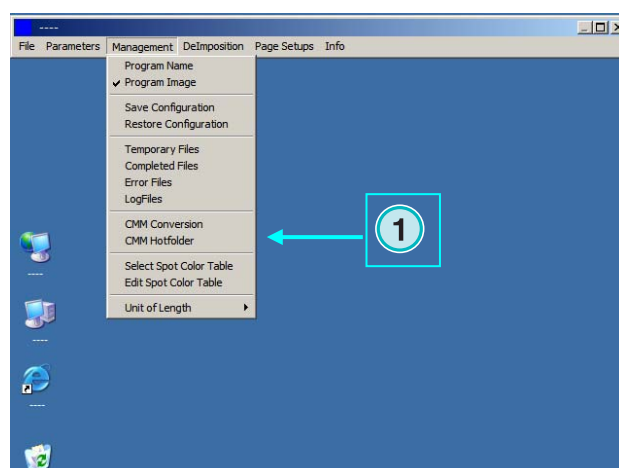 ----
File Parameters Management DeImposition Page Setups Info
Program Name
Program Image
Save Configuration
Restore Configuration
Temporary Files
Completed Files
Error Files
LogFiles
CMM Conversion
CMM Hotfolder
1
Select Spot Color Table
Edit Spot Color Table
Unit of Length
----
----
----